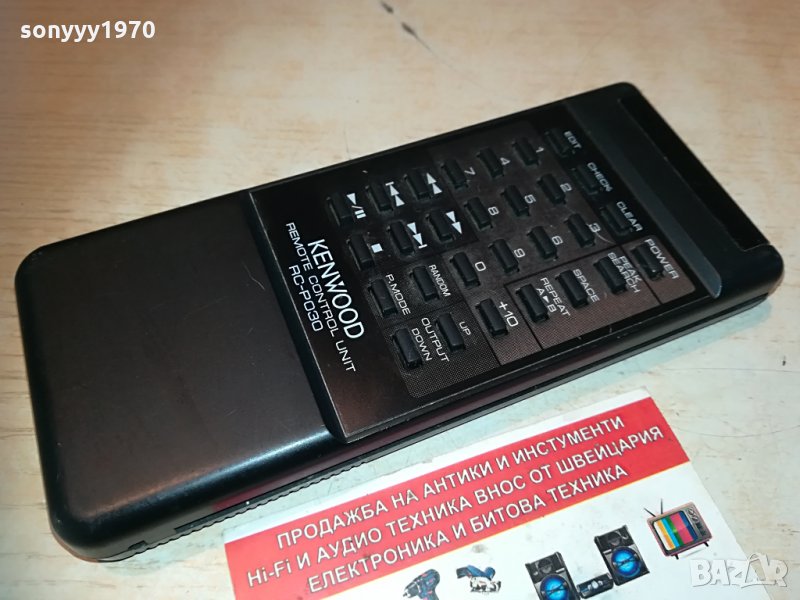 sonyyy1970
EDIT
CHECK
CLEAR
POWER
1
2
3
PEAK SEARCH
4
5
6
SPACE
7
8
9
REPEAT A▶B
0
+10
RANDOM
UP
P.MODE
OUTPUT
DOWN
KENWOOD
REMOTE CONTROL UNIT
RC-P030
ПРОДАЖБА НА АНТИКИ И ИНСТУМЕНТИ
Hi-Fi И АУДИО ТЕХНИКА ВНОС ОТ ШВЕЙЦАРИЯ
ЕЛЕКТРОНИКА И БИТОВА ТЕХНИКА
BAZAR